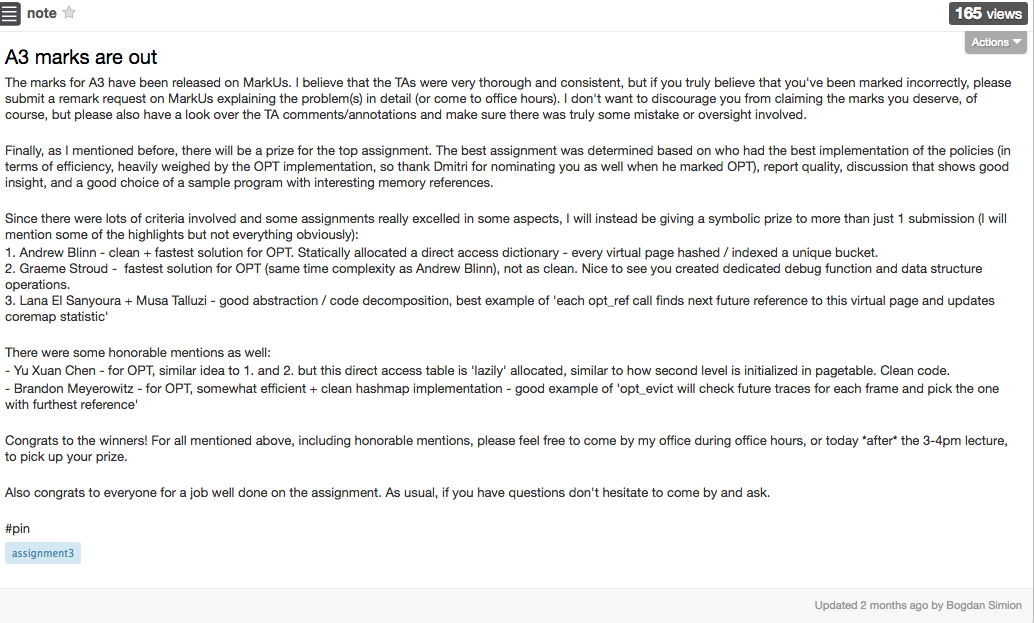 note
165 views
Actions
A3 marks are out
The marks for A3 have been released on MarkUs. I believe that the TAs were very thorough and consistent, but if you truly believe that you've been marked incorrectly, please
submit a remark request on MarkUs explaining the problem(s) in detail (or come to office hours). I don't want to discourage you from claiming the marks you deserve, of
course, but please also have a look over the TA comments/annotations and make sure there was truly some mistake or oversight involved.
Finally, as I mentioned before, there will be a prize for the top assignment. The best assignment was determined based on who had the best implementation of the policies (in
terms of efficiency, heavily weighed by the OPT implementation, so thank Dmitri for nominating you as well when he marked OPT), report quality, discussion that shows good
insight, and a good choice of a sample program with interesting memory references.
Since there were lots of criteria involved and some assignments really excelled in some aspects, I will instead be giving a symbolic prize to more than just 1 submission (I will
mention some of the highlights but not everything obviously):
1. Andrew Blinn - clean + fastest solution for OPT. Statically allocated a direct access dictionary - every virtual page hashed / indexed a unique bucket.
2. Graeme Stroud -  fastest solution for OPT (same time complexity as Andrew Blinn), not as clean. Nice to see you created dedicated debug function and data structure
operations.
3. Lana El Sanyoura + Musa Talluzi - good abstraction / code decomposition, best example of 'each opt_ref call finds next future reference to this virtual page and updates
coremap statistic'
There were some honorable mentions as well:
- Yu Xuan Chen - for OPT, similar idea to 1. and 2. but this direct access table is 'lazily' allocated, similar to how second level is initialized in pagetable. Clean code.
- Brandon Meyerowitz - for OPT, somewhat efficient + clean hashmap implementation - good example of 'opt_evict will check future traces for each frame and pick the one
with furthest reference'
Congrats to the winners! For all mentioned above, including honorable mentions, please feel free to come by my office during office hours, or today *after* the 3-4pm lecture,
to pick up your prize.
Also congrats to everyone for a job well done on the assignment. As usual, if you have questions don't hesitate to come by and ask.
#pin
assignment3
Updated 2 months ago by Bogdan Simion